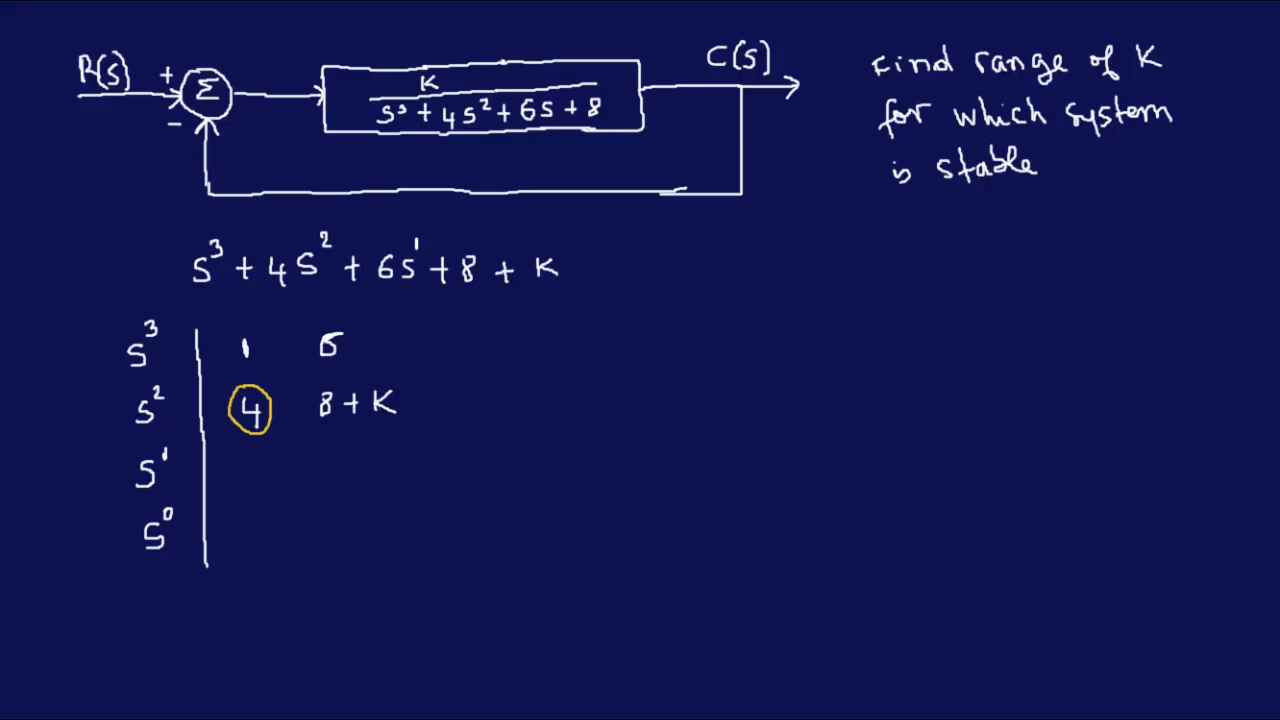 R(S) + Σ K C(S)
− S³ + 4S² + 6S + 8
Find range of K
for which system
is stable
S³ + 4S² + 6S¹ + 8 + K
S³ 1 6
S² 4 8 + K
S¹
S⁰